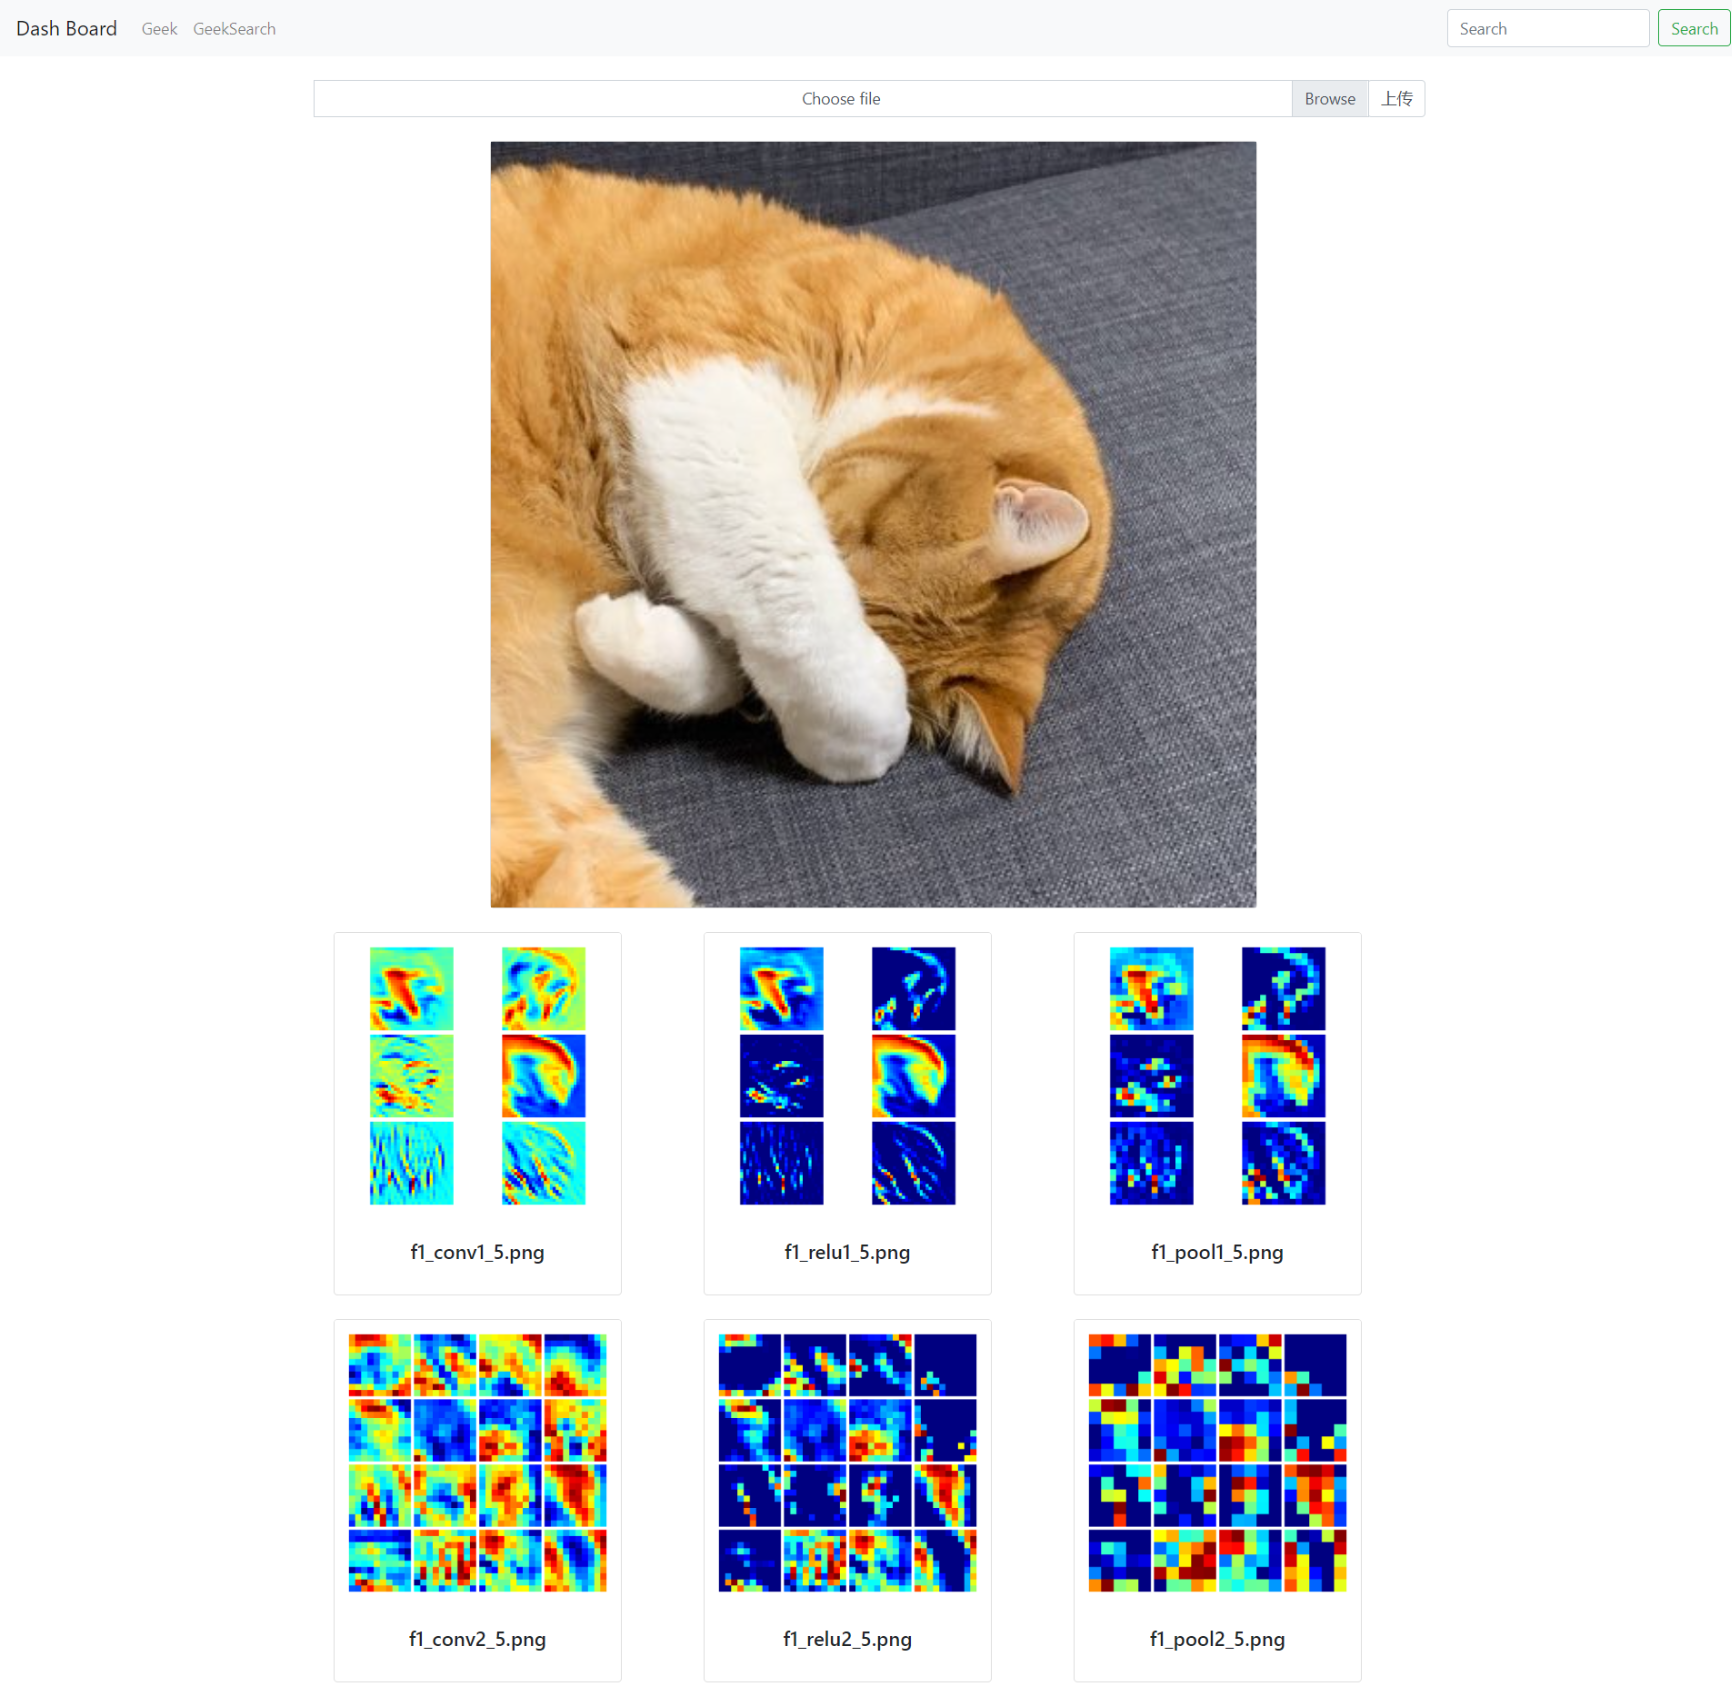 Dash Board Geek GeekSearch Search Search
Choose file Browse 上传
f1_conv1_5.png f1_relu1_5.png f1_pool1_5.png
f1_conv2_5.png f1_relu2_5.png f1_pool2_5.png